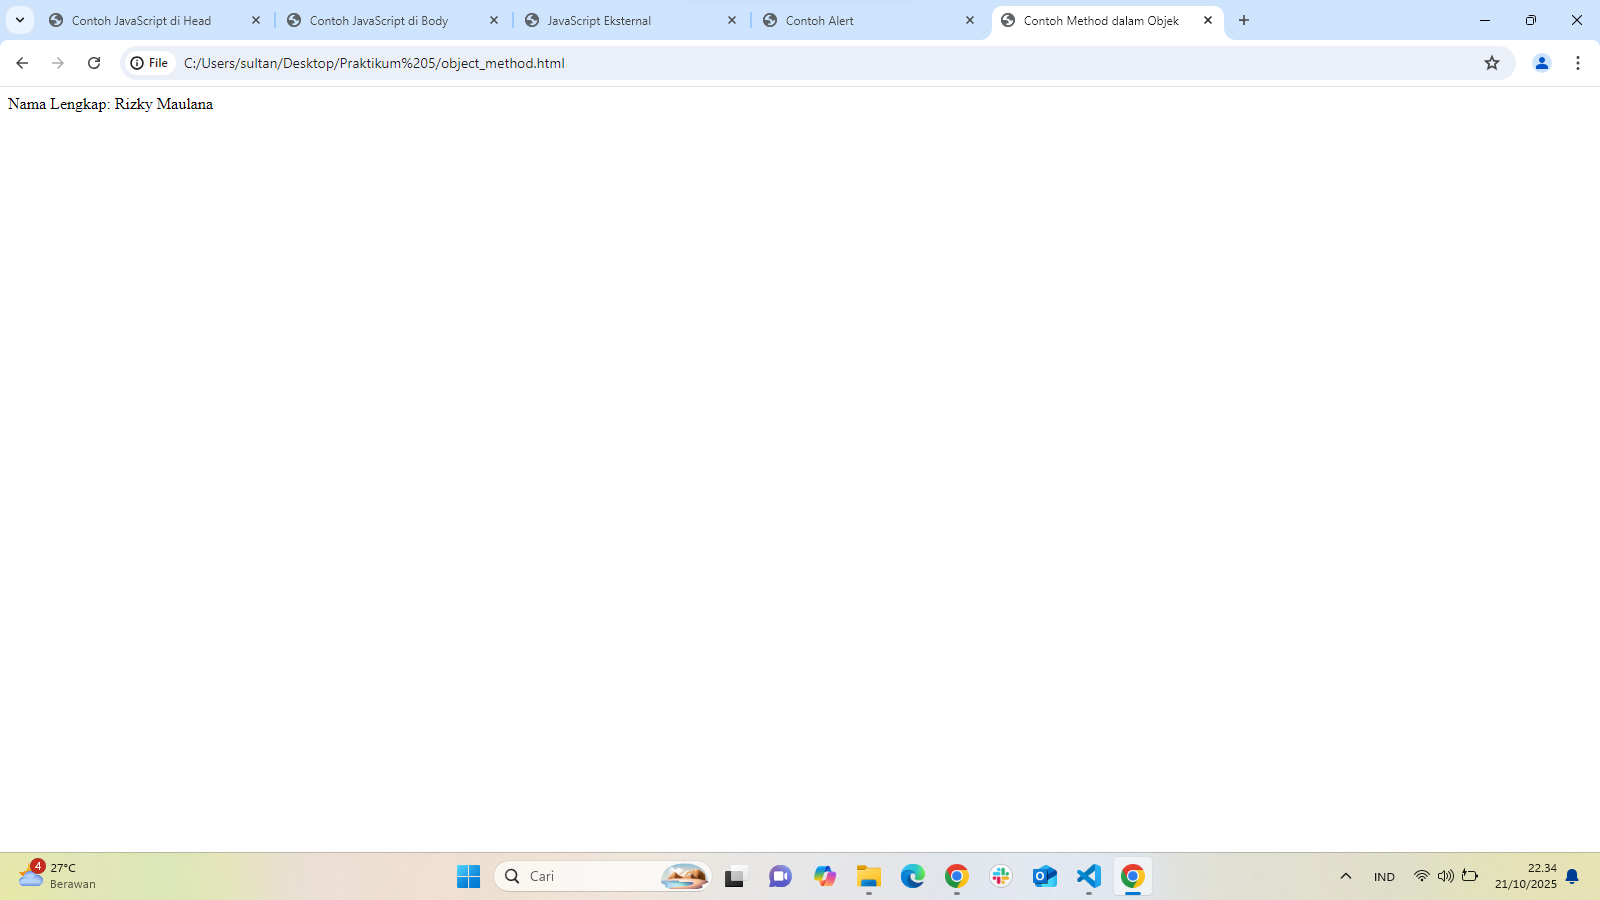 Contoh JavaScript di Head
Contoh JavaScript di Body
JavaScript Eksternal
Contoh Alert
Contoh Method dalam Objek
File
C:/Users/sultan/Desktop/Praktikum%205/object_method.html
Nama Lengkap: Rizky Maulana
4
27°C
Berawan
Cari
IND
22.34
21/10/2025